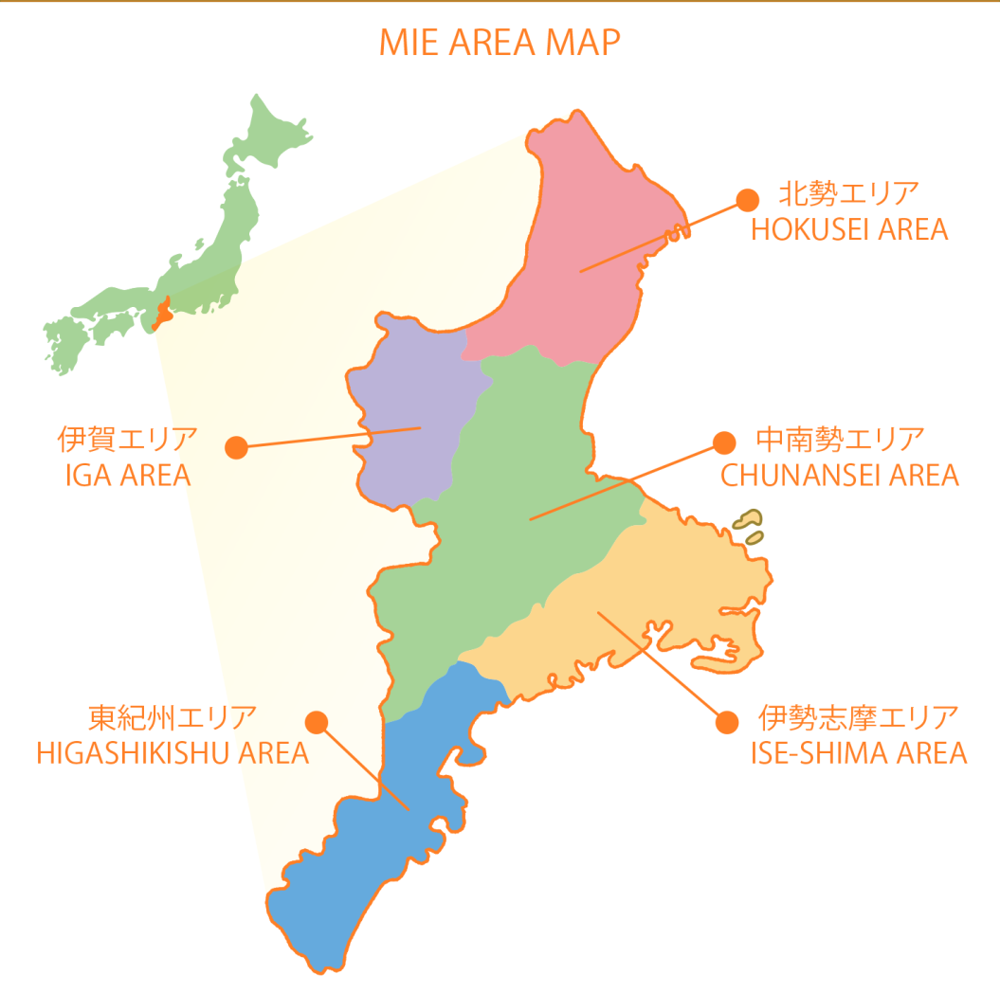 MIE AREA MAP
北勢エリア
HOKUSEI AREA
伊賀エリア
IGA AREA
中南勢エリア
CHUNANSEI AREA
東紀州エリア
HIGASHIKISHU AREA
伊勢志摩エリア
ISE-SHIMA AREA